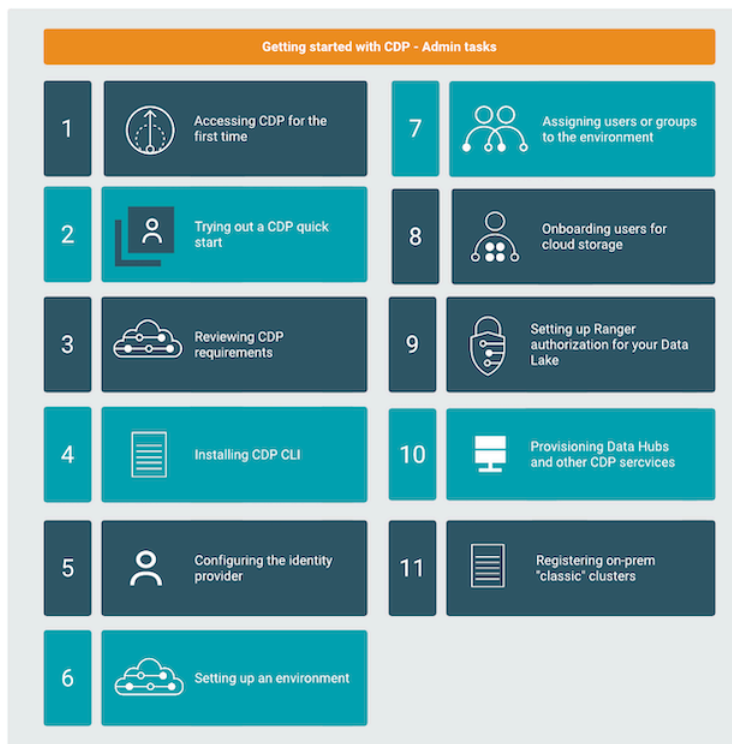 Getting started with CDP - Admin tasks
1
Accessing CDP for the
first time
2
Trying out a CDP quick
start
3
Reviewing CDP
requirements
4
Installing CDP CLI
5
Configuring the identity
provider
6
Setting up an environment
7
Assigning users or groups
to the environment
8
Onboarding users for
cloud storage
9
Setting up Ranger
authorization for your Data
Lake
10
Provisioning Data Hubs
and other CDP sercvices
11
Registering on-prem
"classic" clusters